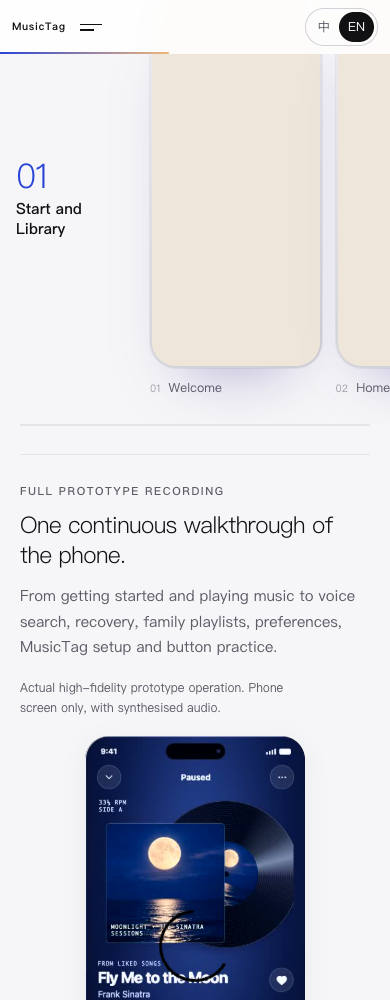 MusicTag
中 EN
01
Start and
Library
01 Welcome
02 Home
FULL PROTOTYPE RECORDING
One continuous walkthrough of
the phone.
From getting started and playing music to voice
search, recovery, family playlists, preferences,
MusicTag setup and button practice.
Actual high-fidelity prototype operation. Phone
screen only, with synthesised audio.
9:41
Paused
33⅓ RPM
SIDE A
MOONLIGHT SINATRA
SESSIONS
FROM LIKED SONGS
Fly Me to the Moon
Frank Sinatra